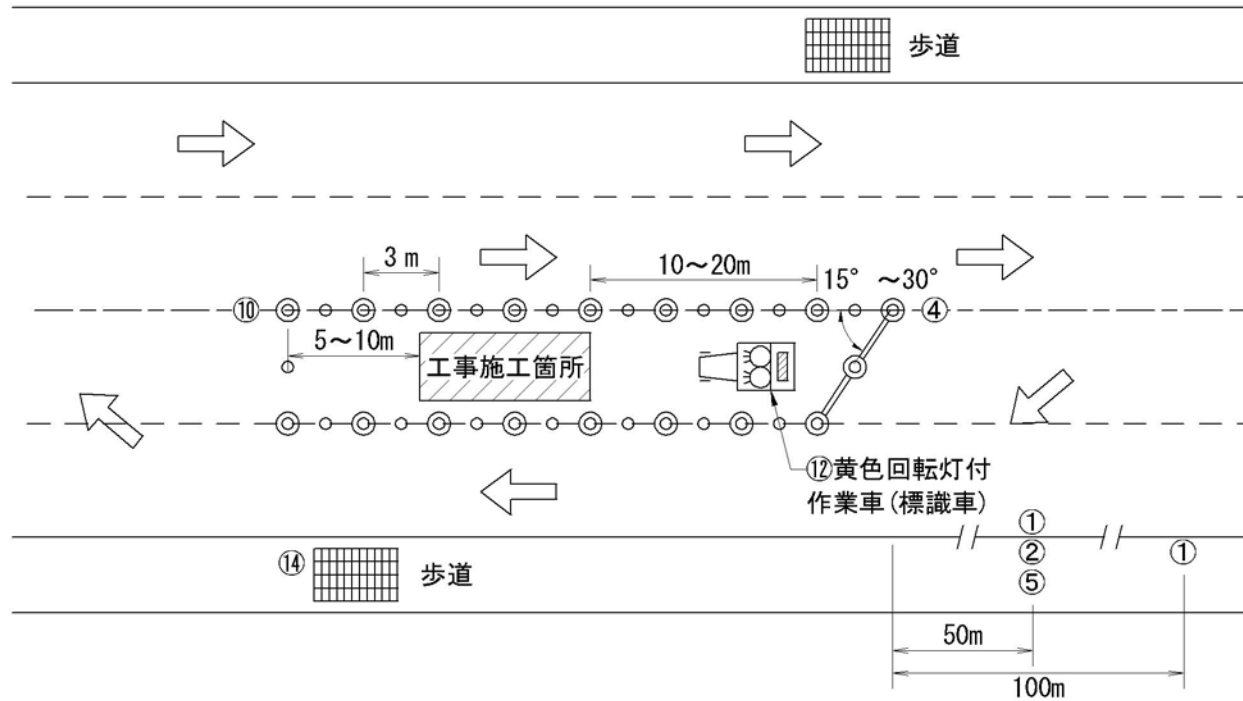 歩道
3 m
10～20m
15° ～30°
⑩
④
5～10m
工事施工箇所
⑫黄色回転灯付
作業車(標識車)
①
②
⑤
①
⑭
歩道
50m
100m